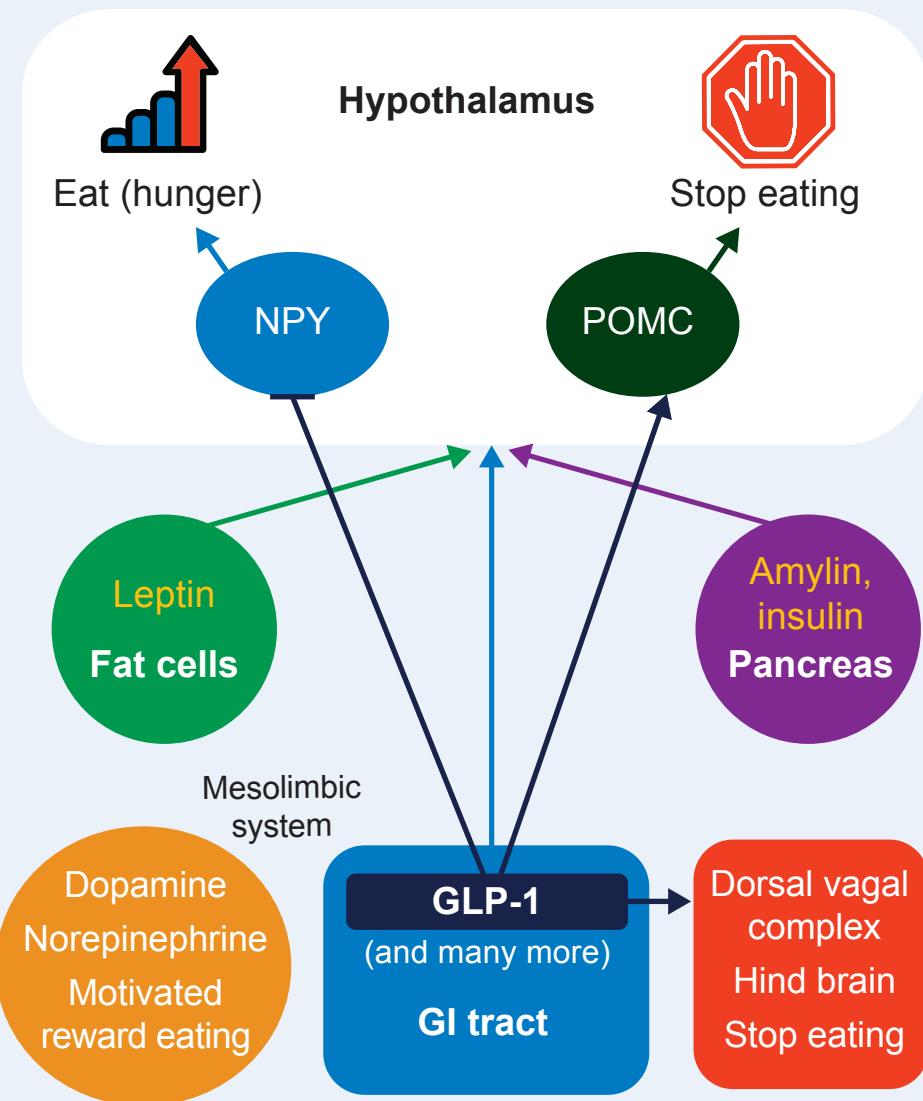 Hypothalamus
Eat (hunger)
Stop eating
NPY
POMC
Leptin
Fat cells
Amylin,
insulin
Pancreas
Mesolimbic
system
Dopamine
Norepinephrine
Motivated
reward eating
GLP-1
(and many more)
GI tract
Dorsal vagal
complex
Hind brain
Stop eating